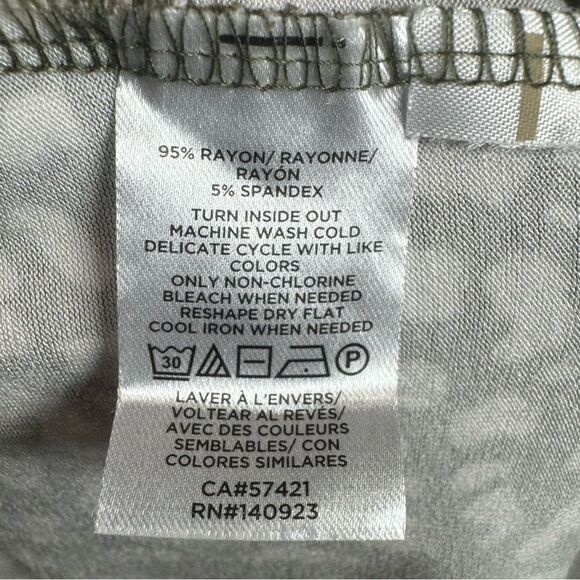 95% RAYON/ RAYONNE/
RAYÓN
5% SPANDEX
TURN INSIDE OUT
MACHINE WASH COLD
DELICATE CYCLE WITH LIKE
COLORS
ONLY NON-CHLORINE
BLEACH WHEN NEEDED
RESHAPE DRY FLAT
COOL IRON WHEN NEEDED
30 P
LAVER À L'ENVERS/
VOLTEAR AL REVÉS/
AVEC DES COULEURS
SEMBLABLES/ CON
COLORES SIMILARES
CA#57421
RN#140923